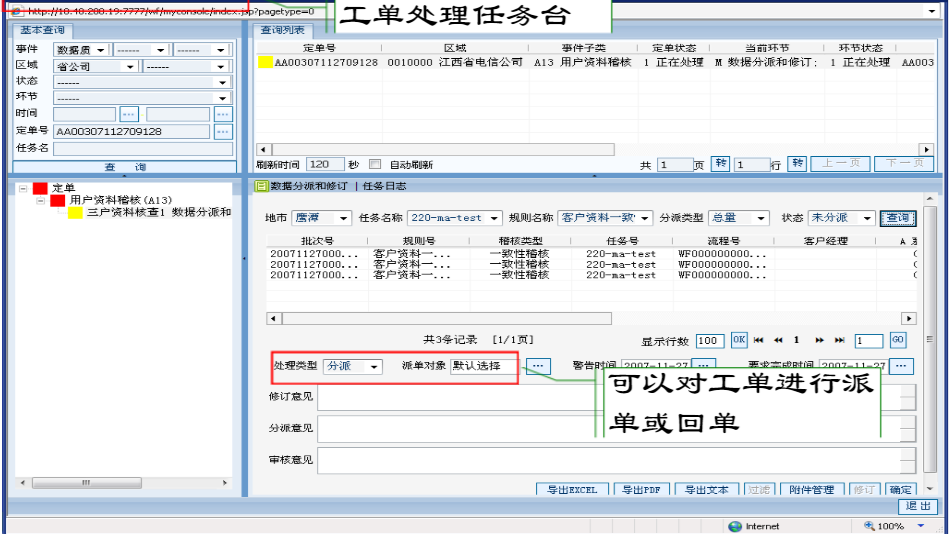 http://10.40.200.19:7777/wf/myconsole/index.jsp?pagetype=0
工单处理任务台
基本查询
事件 数据质 ------ ------
区域 省公司 ------
状态 ------
环节 ------
时间 ... ...
定单号 AA00307112709128 ...
任务名
查 询
查询列表
定单号 区域 事件子类 定单状态 当前环节 环节状态
AA00307112709128 0010000 江西省电信公司 A13 用户资料稽核 1 正在处理 M 数据分派和修订: 1 正在处理 AA003
刷新时间 120 秒 自动刷新 共 1 页 转 1 行 转 上一页 下一页
定单
用户资料稽核(A13)
三户资料核查1 数据分派和
数据分派和修订 | 任务日志
地市 鹰潭 任务名称 220-ma-test 规则名称 客户资料一致 分派类型 总量 状态 未分派 查询
批次号 规则号 稽核类型 任务号 流程号 客户经理 A
20071127000... 客户资料一... 一致性稽核 220-ma-test WF000000000...
20071127000... 客户资料一... 一致性稽核 220-ma-test WF000000000...
20071127000... 客户资料一... 一致性稽核 220-ma-test WF000000000...
共3条记录 [1/1页] 显示行数 100 OK 1 1 GO
处理类型 分派 派单对象 默认选择 ... 警告时间 2007-11-27 ... 要求完成时间 2007-11-27 ...
可以对工单进行派
单或回单
修订意见
分派意见
审核意见
导出EXCEL 导出PDF 导出文本 过滤 附件管理 修订 确定
退出
Internet 100%